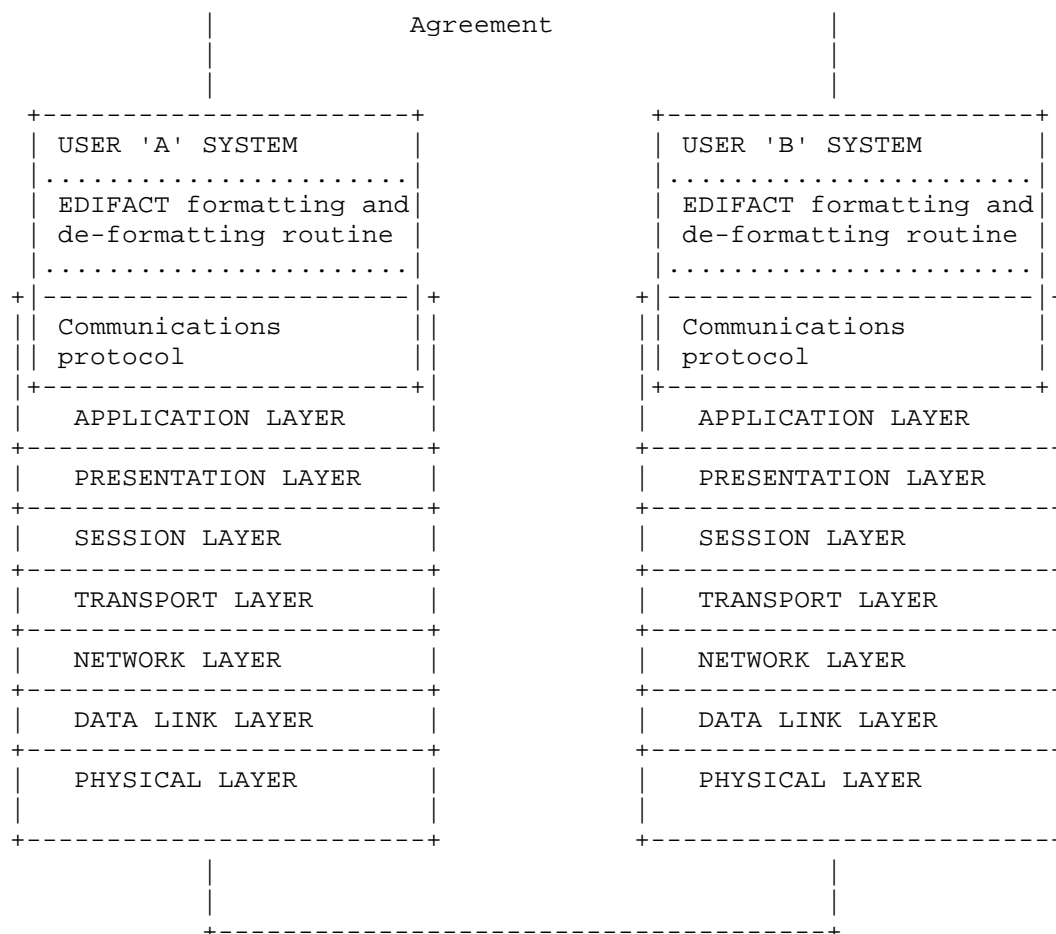 Agreement
USER 'A' SYSTEM USER 'B' SYSTEM
EDIFACT formatting and EDIFACT formatting and
de-formatting routine de-formatting routine
Communications Communications
protocol protocol
APPLICATION LAYER APPLICATION LAYER
PRESENTATION LAYER PRESENTATION LAYER
SESSION LAYER SESSION LAYER
TRANSPORT LAYER TRANSPORT LAYER
NETWORK LAYER NETWORK LAYER
DATA LINK LAYER DATA LINK LAYER
PHYSICAL LAYER PHYSICAL LAYER